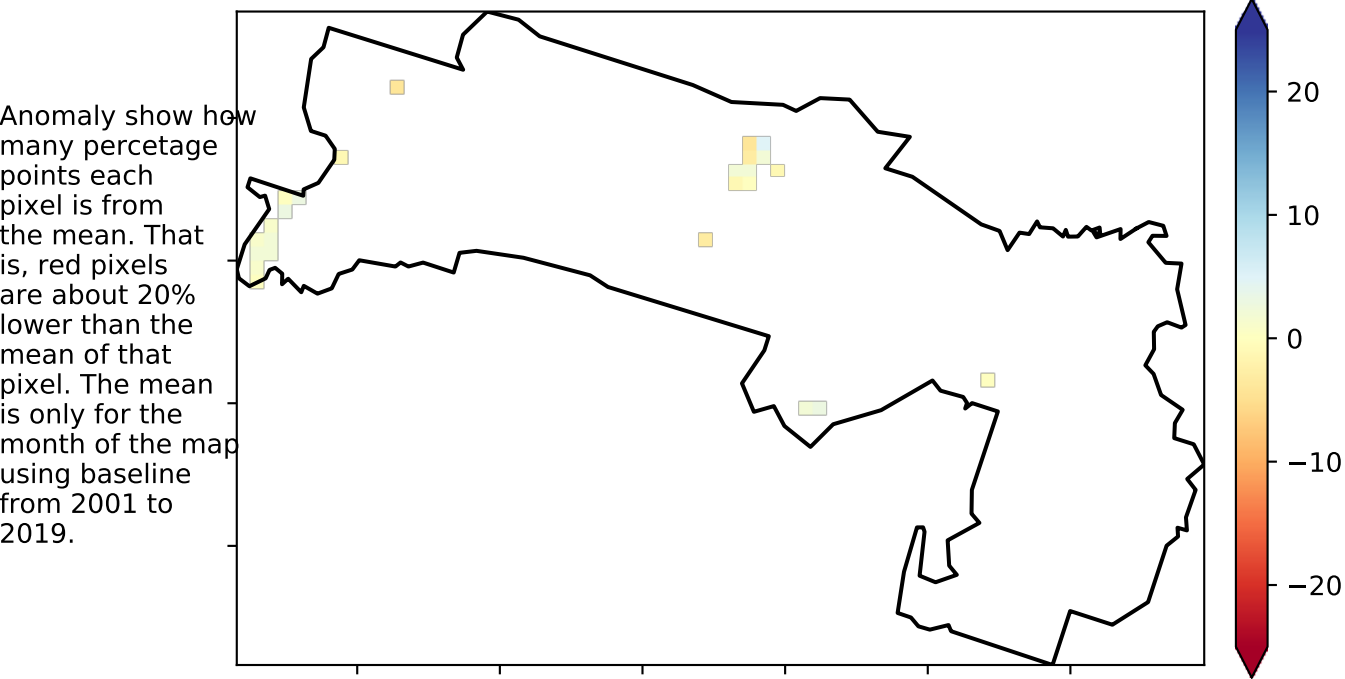 Anomaly show how
many percetage
points each
pixel is from
the mean. That
is, red pixels
are about 20%
lower than the
mean of that
pixel. The mean
is only for the
month of the map
using baseline
from 2001 to
2019.
20
10
0
−10
−20